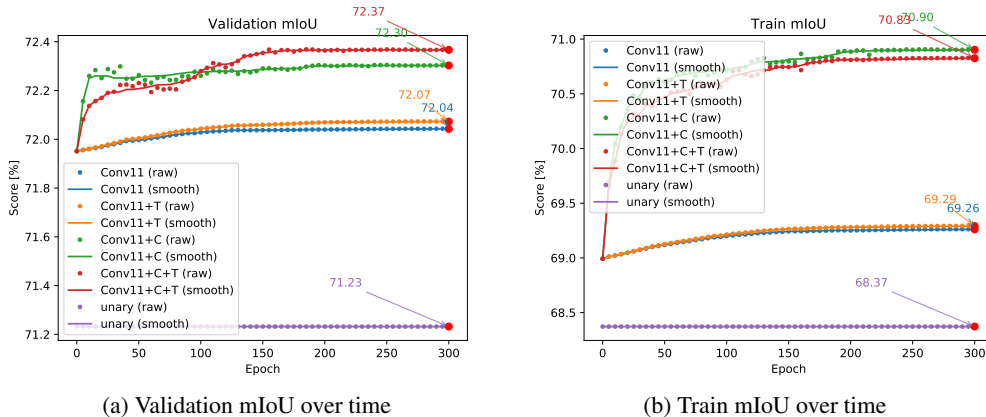 Validation mIoU
72.37
72.30
72.07
72.04
71.23
72.4
72.2
72.0
71.8
71.6
71.4
71.2
Score [%]
Conv11 (raw)
Conv11 (smooth)
Conv11+T (raw)
Conv11+T (smooth)
Conv11+C (raw)
Conv11+C (smooth)
Conv11+C+T (raw)
Conv11+C+T (smooth)
unary (raw)
unary (smooth)
0 50 100 150 200 250 300
Epoch
(a) Validation mIoU over time
Train mIoU
70.90
70.83
69.29
69.26
68.37
71.0
70.5
70.0
69.5
69.0
68.5
Score [%]
Conv11 (raw)
Conv11 (smooth)
Conv11+T (raw)
Conv11+T (smooth)
Conv11+C (raw)
Conv11+C (smooth)
Conv11+C+T (raw)
Conv11+C+T (smooth)
unary (raw)
unary (smooth)
0 50 100 150 200 250 300
Epoch
(b) Train mIoU over time